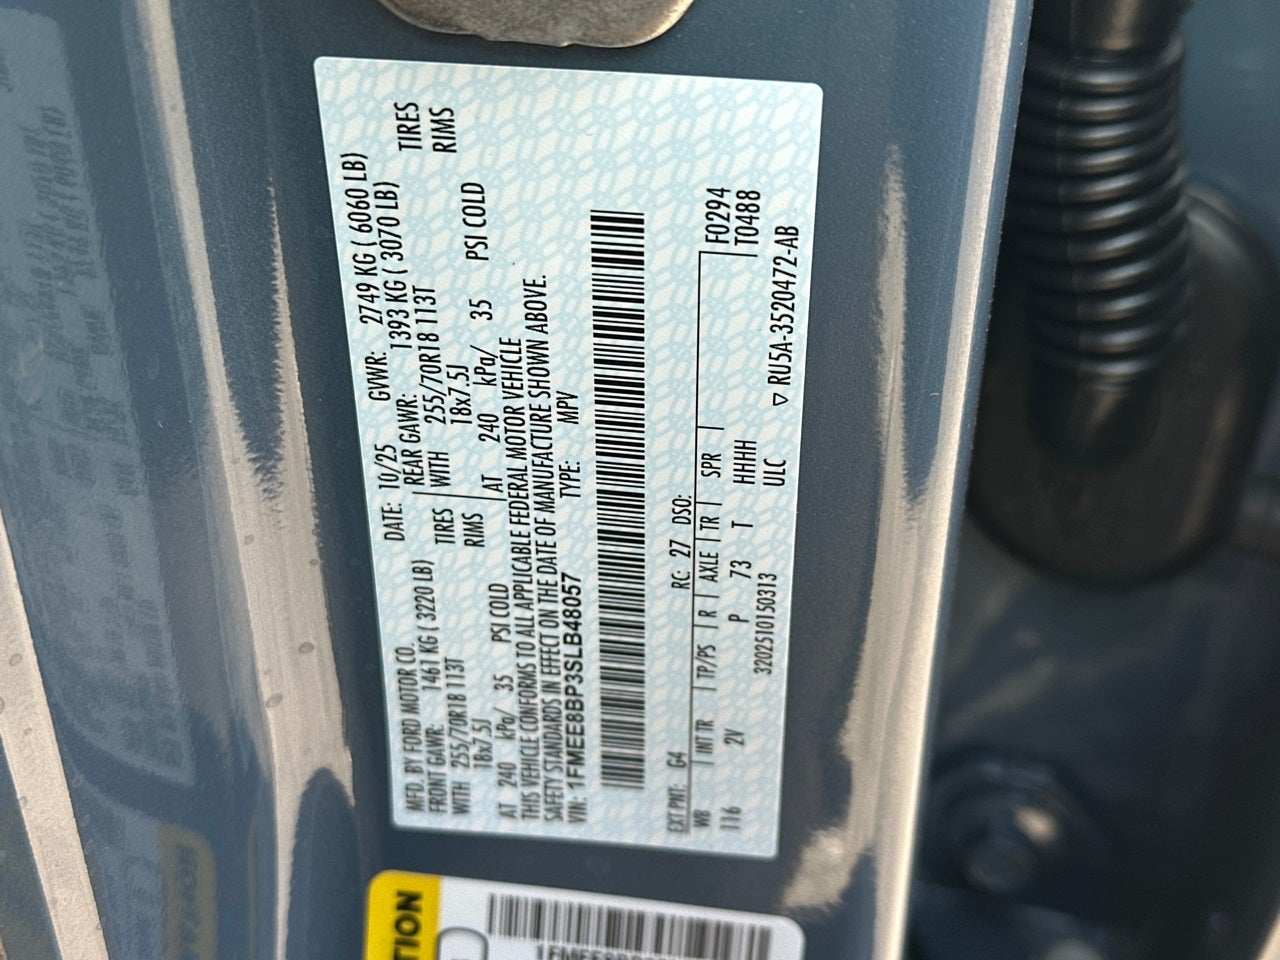 MFD. BY FORD MOTOR CO.
DATE: 10/25 GVWR: 2749 KG ( 6060 LB)
FRONT GAWR: 1461 KG ( 3220 LB)
REAR GAWR: 1393 KG ( 3070 LB)
WITH 255/70R18 113T TIRES
WITH 255/70R18 113T TIRES
18x7.5J RIMS
18x7.5J RIMS
AT 240 kPa/ 35 PSI COLD
AT 240 kPa/ 35 PSI COLD
THIS VEHICLE CONFORMS TO ALL APPLICABLE FEDERAL MOTOR VEHICLE
SAFETY STANDARDS IN EFFECT ON THE DATE OF MANUFACTURE SHOWN ABOVE.
VIN: 1FMEE8BP3SLB48057 TYPE: MPV
EXT PNT: G4 RC: 27 DSO: F0294
WB INT TR TP/PS R AXLE TR SPR T0488
116 2V P 73 T HHHH
3202510150313 ULC ▽ RU5A-3520472-AB
TION